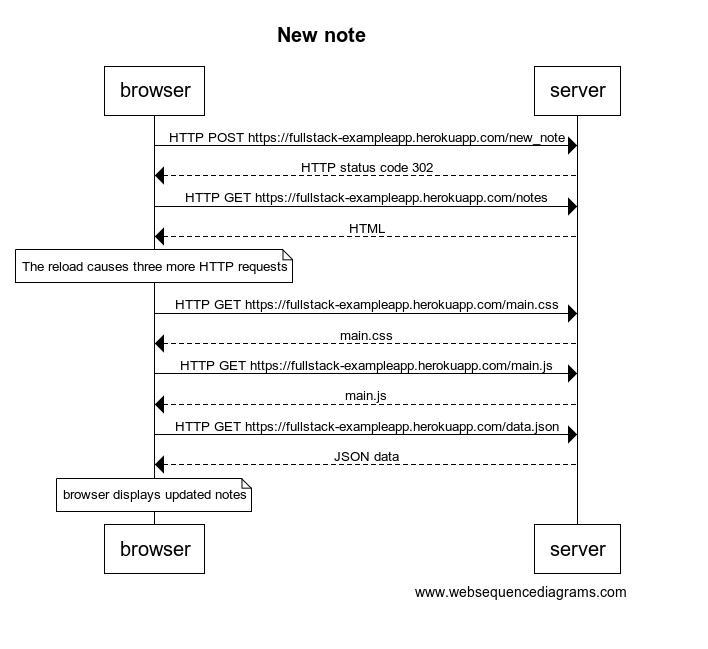 New note
browser
server
HTTP POST https://fullstack-exampleapp.herokuapp.com/new_note
HTTP status code 302
HTTP GET https://fullstack-exampleapp.herokuapp.com/notes
HTML
The reload causes three more HTTP requests
HTTP GET https://fullstack-exampleapp.herokuapp.com/main.css
main.css
HTTP GET https://fullstack-exampleapp.herokuapp.com/main.js
main.js
HTTP GET https://fullstack-exampleapp.herokuapp.com/data.json
JSON data
browser displays updated notes
browser
server
www.websequencediagrams.com